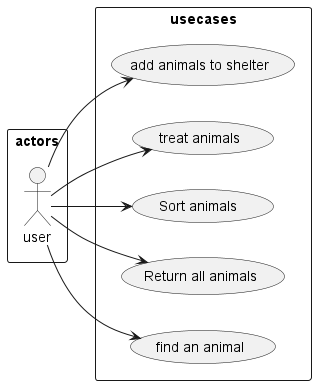 usecases
add animals to shelter
actors
treat animals
Sort animals
user
Return all animals
find an animal